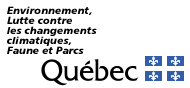 Environnement,
Lutte contre
les changements
climatiques,
Faune et Parcs
Québec